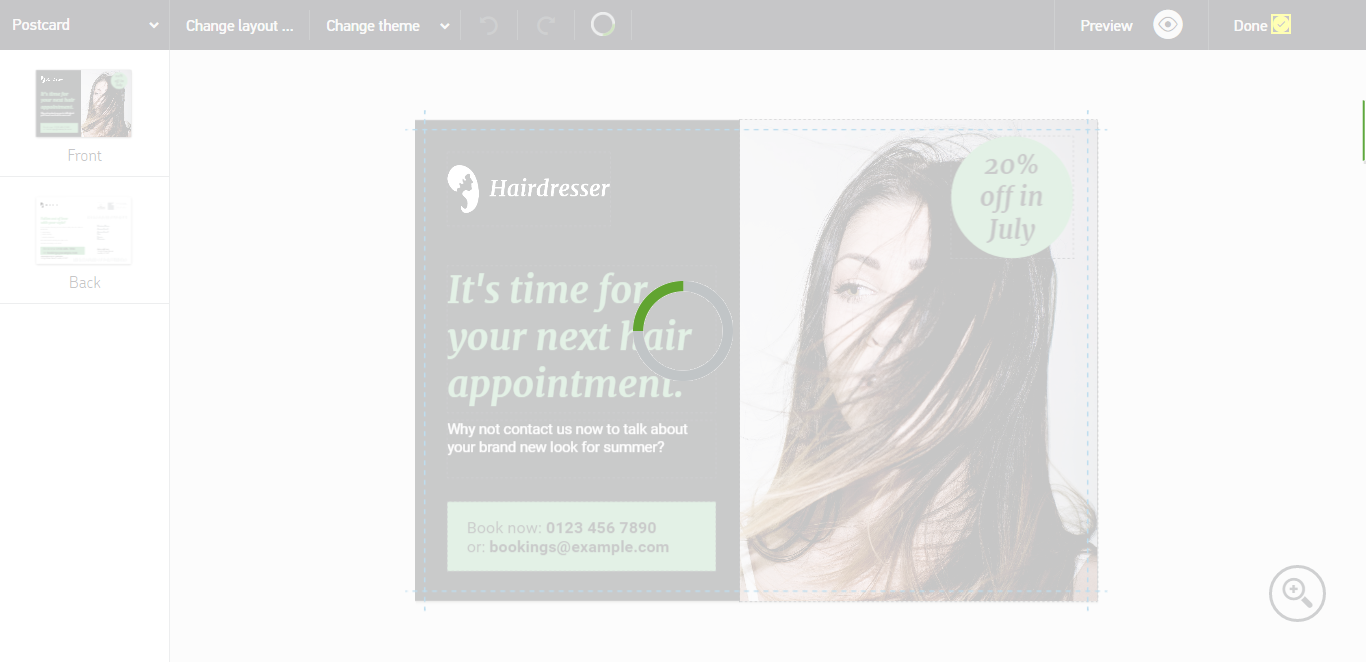 Postcard
Change layout ...
Change theme
Preview
Done
Front
Back
Hairdresser
20%
off in
July
It's time for
your next hair
appointment.
Why not contact us now to talk about
your brand new look for summer?
Book now: 0123 456 7890
or: bookings@example.com